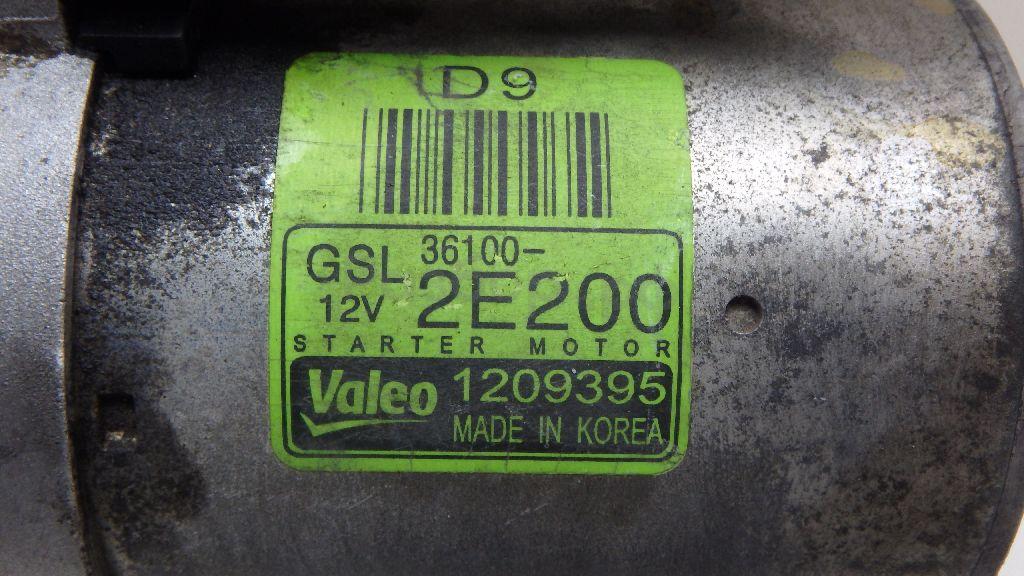 D9
GSL 36100-
12V 2E200
STARTER MOTOR
Valeo 1209395
MADE IN KOREA